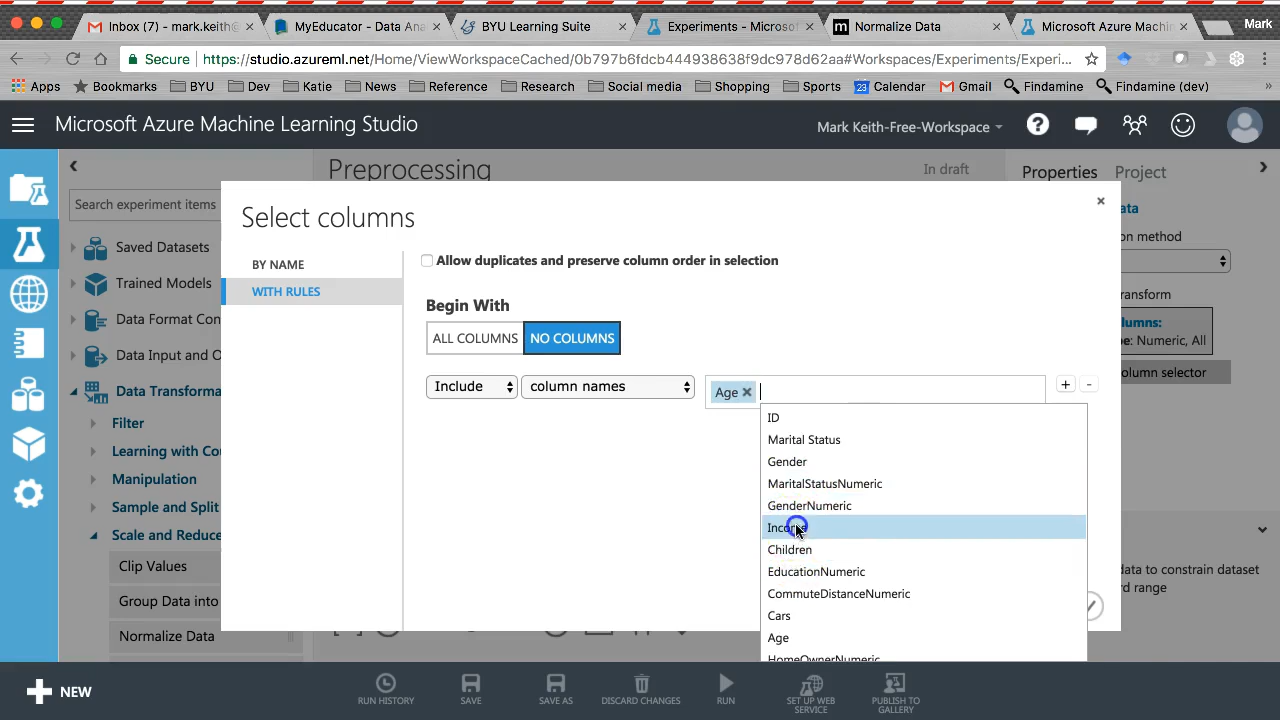 Inbox (7) - mark.keith@
MyEducator - Data Ana
BYU Learning Suite
Experiments - Microso
Normalize Data
Microsoft Azure Machin
Mark
Secure
https://studio.azureml.net/Home/ViewWorkspaceCached/0b797b6fdcb444938638f9dc978d62aa#Workspaces/Experiments/Experi...
Apps
Bookmarks
BYU
Dev
Katie
News
Reference
Research
Social media
Shopping
Sports
Calendar
Gmail
Findamine
Findamine (dev)
Microsoft Azure Machine Learning Studio
Mark Keith-Free-Workspace
Preprocessing
In draft
Properties
Project
Search experiment items
Saved Datasets
Trained Models
Data Format Con
Data Input and O
Data Transforma
Filter
Learning with Cou
Manipulation
Sample and Split
Scale and Reduce
Clip Values
Group Data into
Normalize Data
Select columns
BY NAME
WITH RULES
Allow duplicates and preserve column order in selection
Begin With
ALL COLUMNS
NO COLUMNS
Include
column names
Age
ID
Marital Status
Gender
MaritalStatusNumeric
GenderNumeric
Income
Children
EducationNumeric
CommuteDistanceNumeric
Cars
Age
HomeOwnerNumeric
ata
on method
ransform
lumns:
pe: Numeric, All
olumn selector
data to constrain dataset
rd range
NEW
RUN HISTORY
SAVE
SAVE AS
DISCARD CHANGES
RUN
SET UP WEB
SERVICE
PUBLISH TO
GALLERY